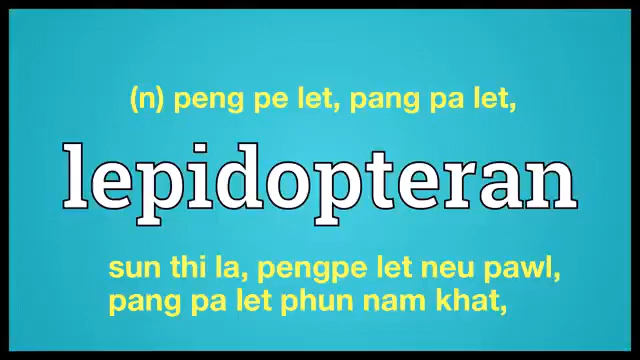 (n) peng pe let, pang pa let,
lepidopteran
sun thi la, pengpe let neu pawl,
pang pa let phun nam khat,